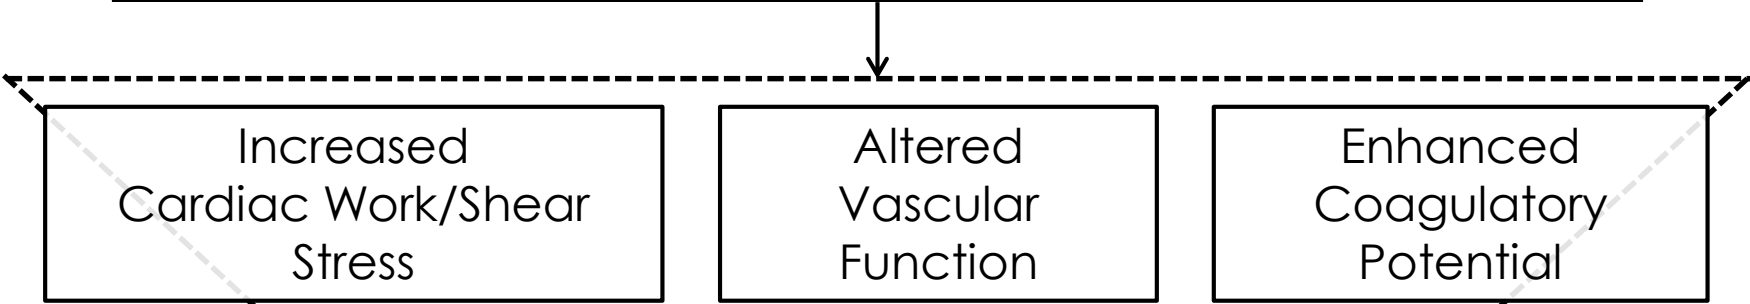 Increased
Cardiac Work/Shear
Stress
Altered
Vascular
Function
Enhanced
Coagulatory
Potential